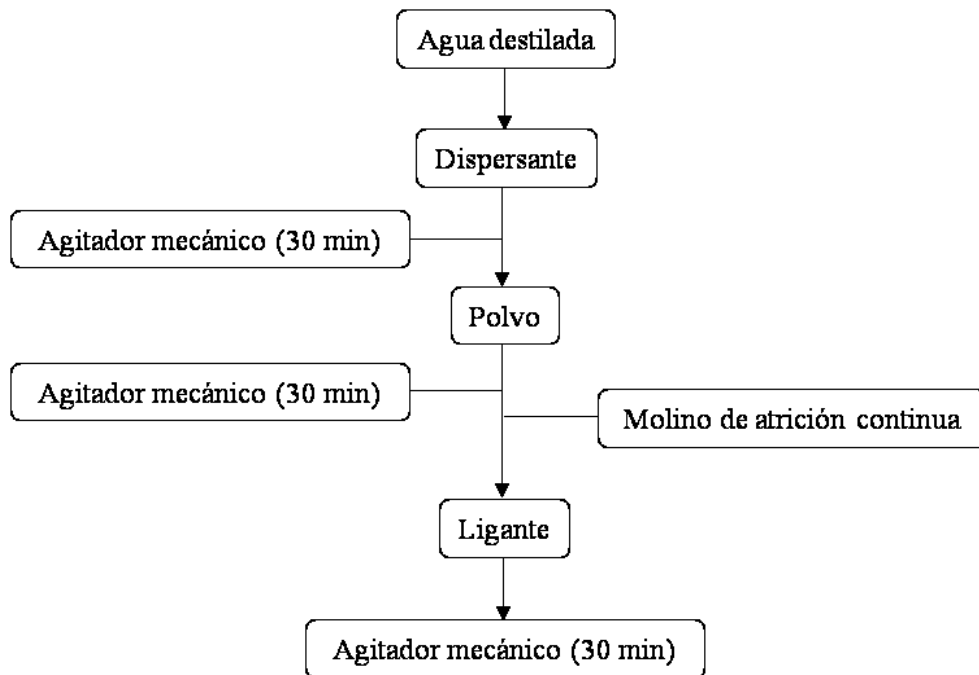 Agua destilada
Dispersante
Agitador mecánico (30 min)
Polvo
Agitador mecánico (30 min)
Molino de atrición continua
Ligante
Agitador mecánico (30 min)